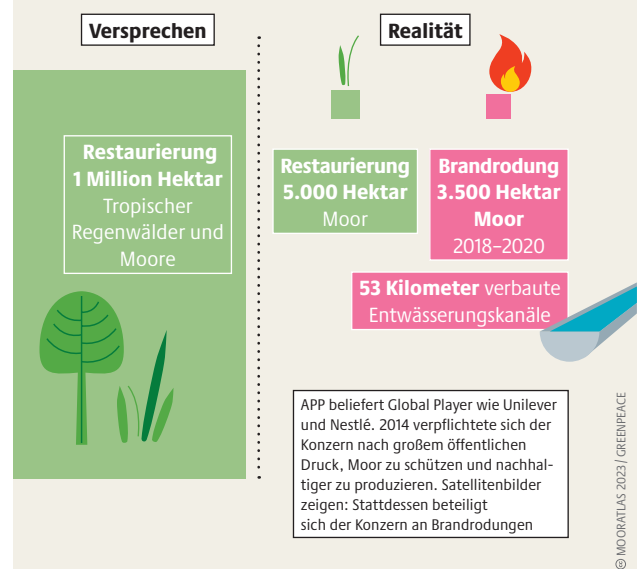 Versprechen
Realität
Restaurierung
1 Million Hektar
Tropischer
Regenwälder und
Moore
Restaurierung
5.000 Hektar
Moor
Brandrodung
3.500 Hektar
Moor
2018–2020
53 Kilometer verbaute
Entwässerungskanäle
APP beliefert Global Player wie Unilever
und Nestlé. 2014 verpflichtete sich der
Konzern nach großem öffentlichen
Druck, Moor zu schützen und nachhal-
tiger zu produzieren. Satellitenbilder
zeigen: Stattdessen beteiligt
sich der Konzern an Brandrodungen
MOORATLAS 2023 / GREENPEACE